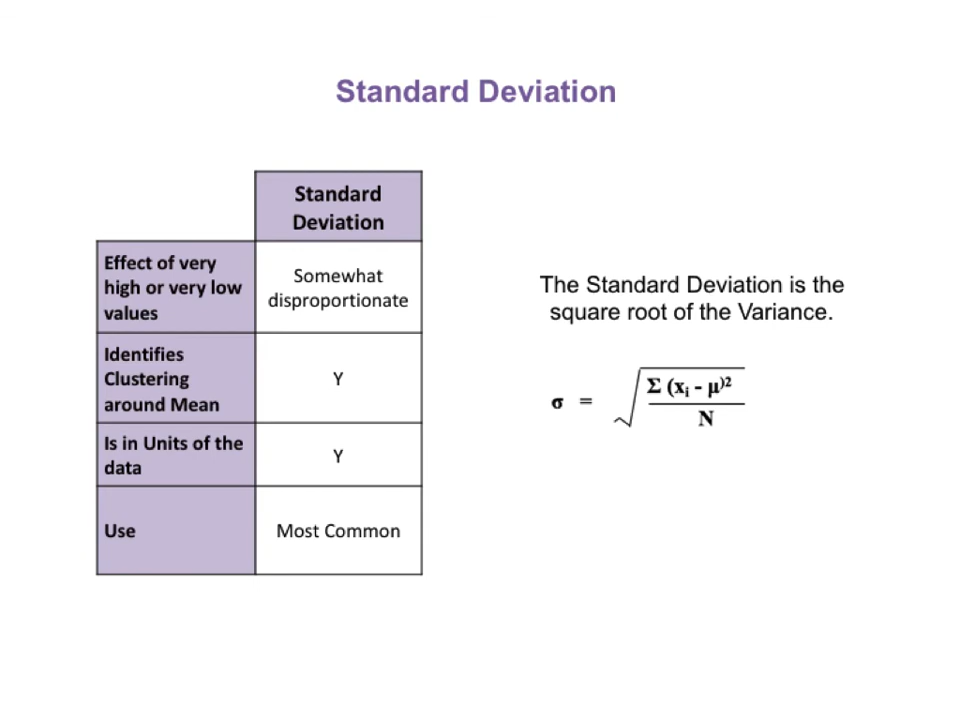 Standard Deviation
Standard
Deviation
Effect of very
high or very low
values
Somewhat
disproportionate
Identifies
Clustering
around Mean
Y
Is in Units of the
data
Y
Use
Most Common
The Standard Deviation is the
square root of the Variance.
σ = √ Σ (xᵢ - μ)²
N